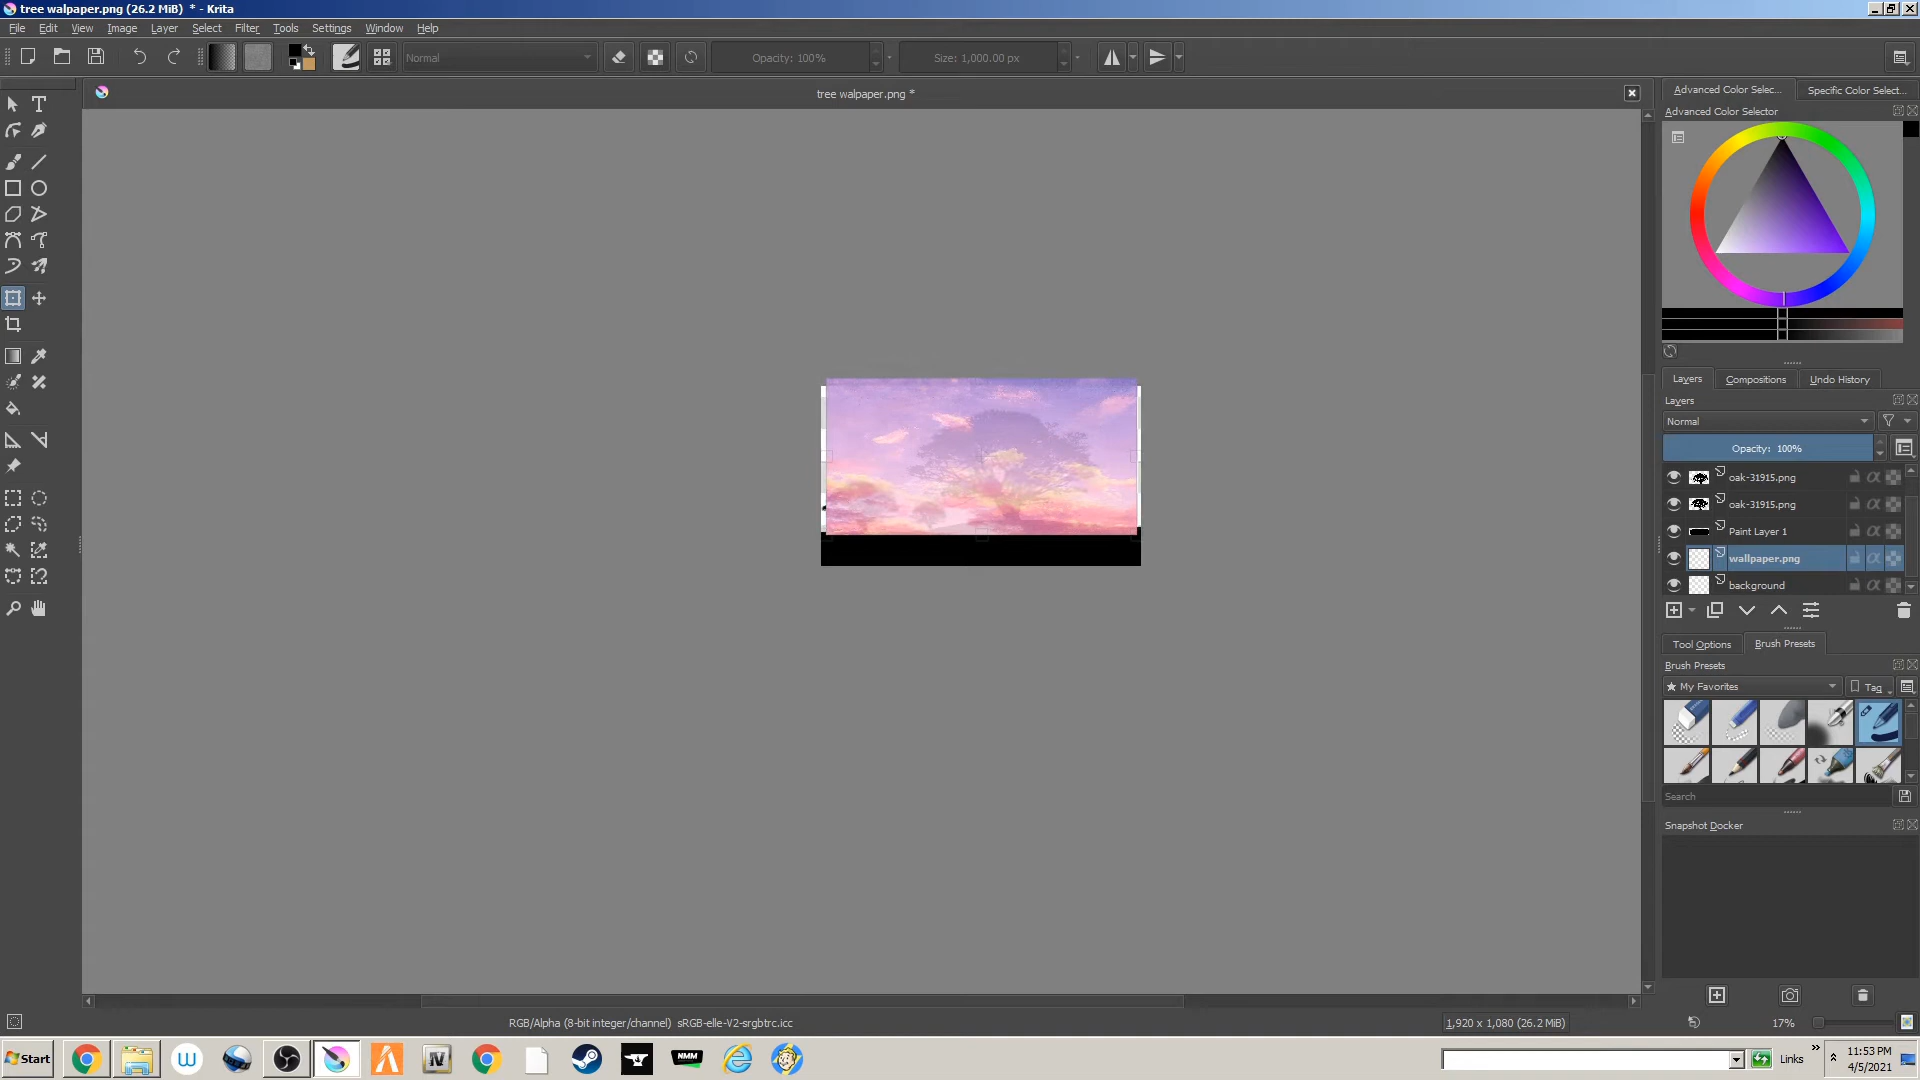 tree walpaper.png (26.2 MiB)  * - Krita
File Edit View Image Layer Select Filter Tools Settings Window Help
Normal
Opacity: 100%
Size: 1,000.00 px
tree walpaper.png *
Advanced Color Selec...
Specific Color Select...
Advanced Color Selector
Layers
Compositions
Undo History
Layers
Normal
Opacity:  100%
oak-31915.png
oak-31915.png
Paint Layer 1
wallpaper.png
background
Tool Options
Brush Presets
Brush Presets
My Favorites
Tag
Search
Snapshot Docker
RGB/Alpha (8-bit integer/channel)  sRGB-elle-V2-srgbtrc.icc
1,920 x 1,080 (26.2 MiB)
17%
Start
W
IV
NMM
Links
11:53 PM
4/5/2021